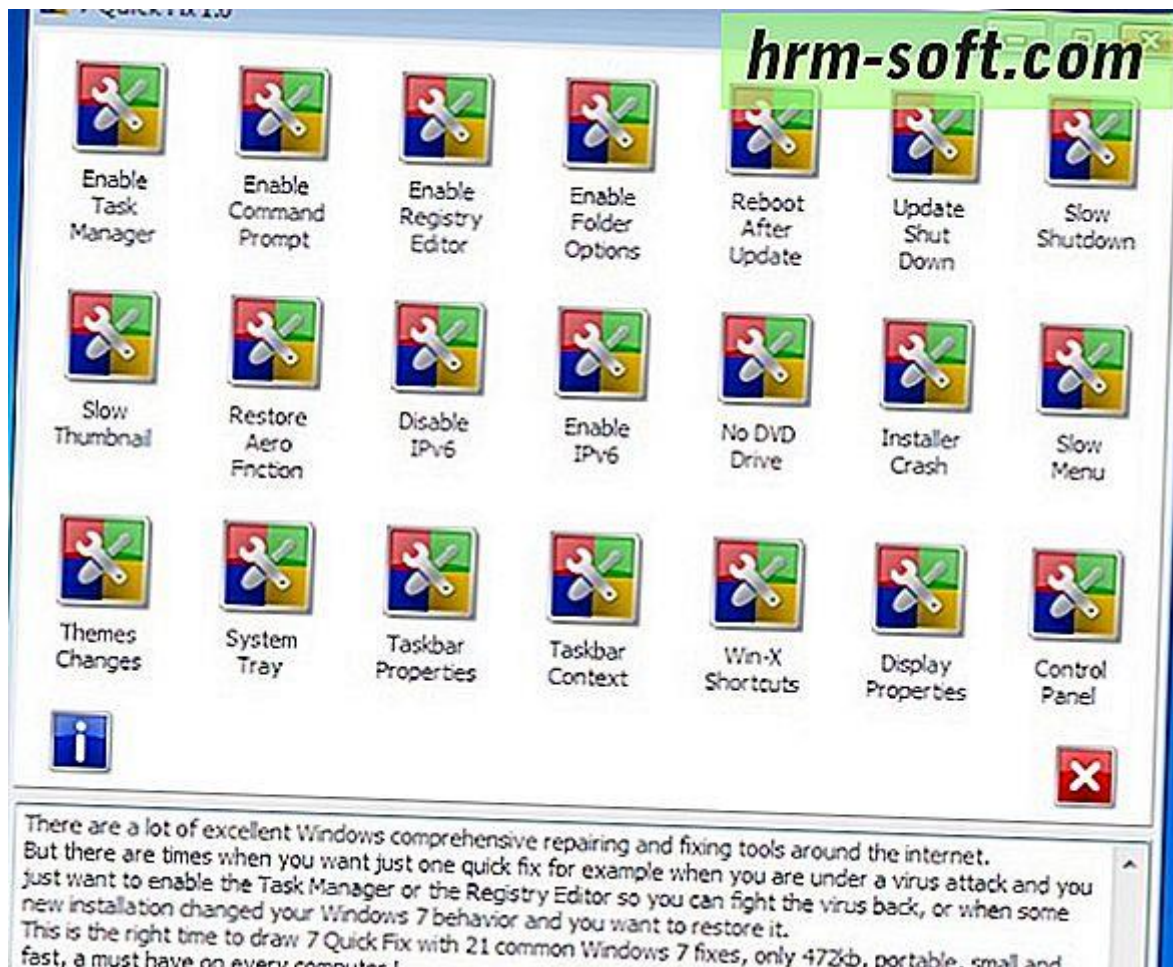 7 Quick Fix 1.0
hrm-soft.com
Enable
Task
Manager
Enable
Command
Prompt
Enable
Registry
Editor
Enable
Folder
Options
Reboot
After
Update
Update
Shut
Down
Slow
Shutdown
Slow
Thumbnail
Restore
Aero
Fnction
Disable
IPv6
Enable
IPv6
No DVD
Drive
Installer
Crash
Slow
Menu
Themes
Changes
System
Tray
Taskbar
Properties
Taskbar
Context
Win-X
Shortcuts
Display
Properties
Control
Panel
There are a lot of excellent Windows comprehensive repairing and fixing tools around the internet.
But there are times when you want just one quick fix for example when you are under a virus attack and you
just want to enable the Task Manager or the Registry Editor so you can fight the virus back, or when some
new installation changed your Windows 7 behavior and you want to restore it.
This is the right time to draw 7 Quick Fix with 21 common Windows 7 fixes, only 472kb, portable, small and
fast, a must have on every computer !